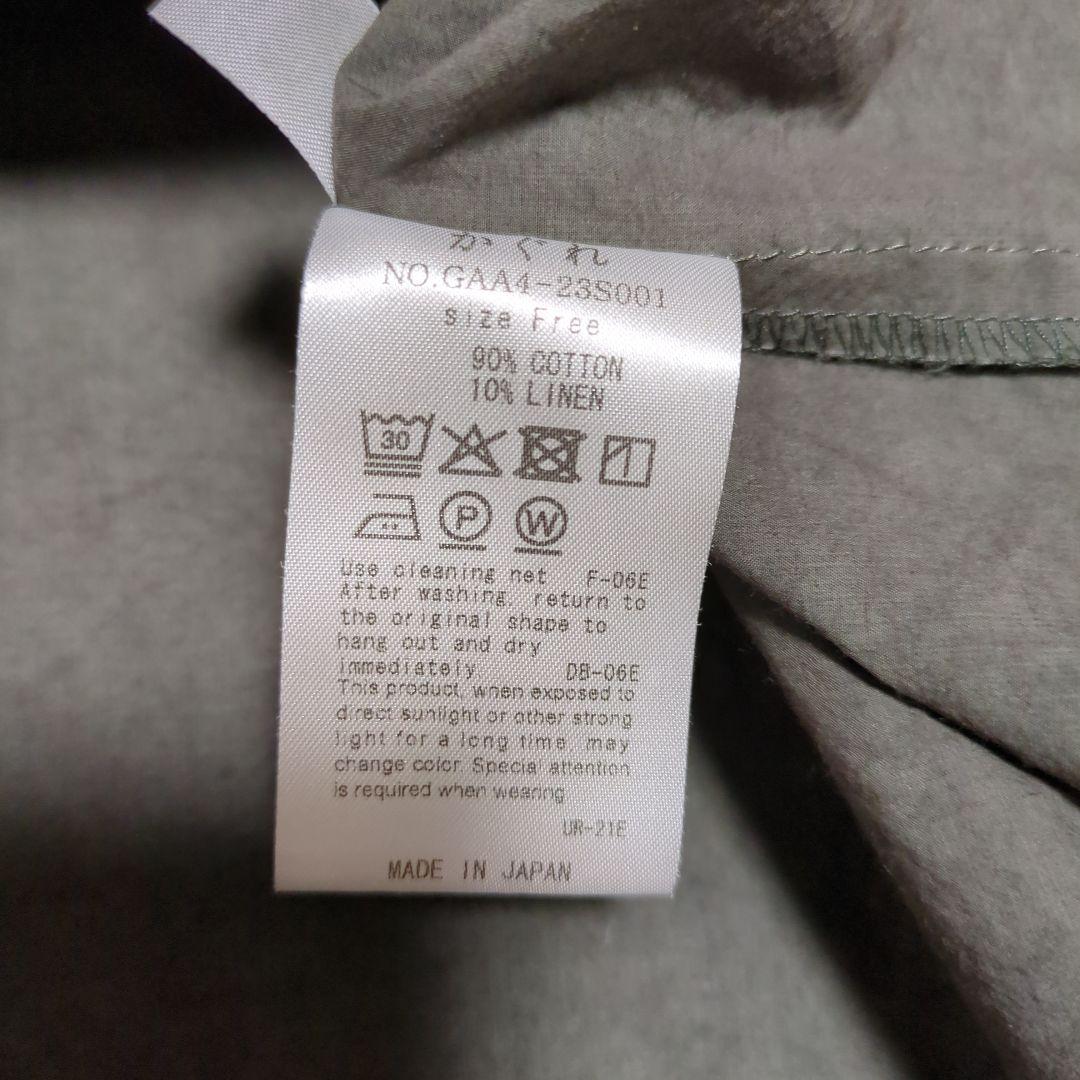 かぐれ
NO.GAA4-23S001
size Free
90% COTTON
10% LINEN
30
P W
Use cleaning net F-06E
After washing, return to
the original shape to
hang out and dry
immediately DB-06E
This product, when exposed to
direct sunlight or other strong
light for a long time, may
change color. Special attention
is required when wearing.
UR-21E
MADE IN JAPAN